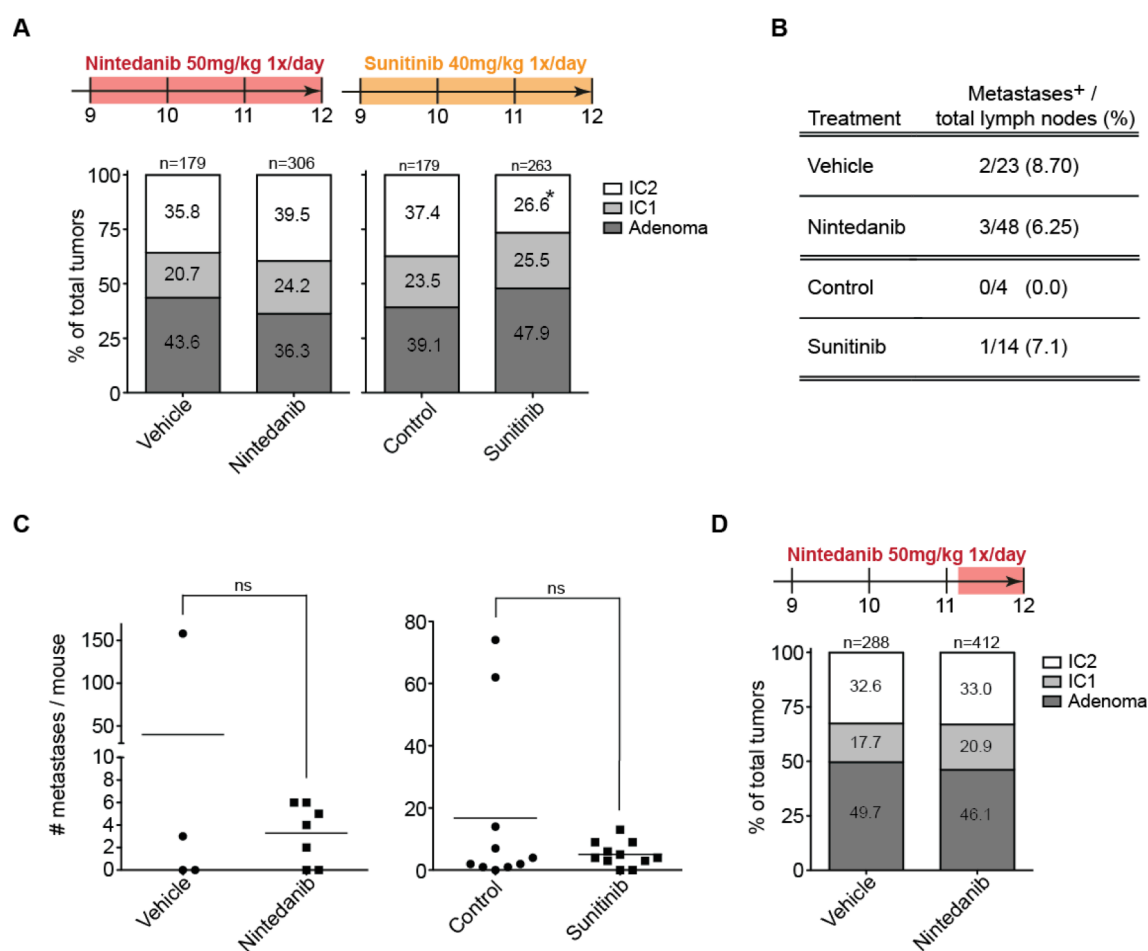 A
Nintedanib 50mg/kg 1x/day
Sunitinib 40mg/kg 1x/day
9 10 11 12
9 10 11 12
n=179
n=306
n=179
n=263
100
75
50
25
0
% of total tumors
35.8
20.7
43.6
39.5
24.2
36.3
37.4
23.5
39.1
26.6*
25.5
47.9
IC2
IC1
Adenoma
Vehicle
Nintedanib
Control
Sunitinib
B
Treatment
Metastases+ /
total lymph nodes (%)
Vehicle 2/23 (8.70)
Nintedanib 3/48 (6.25)
Control 0/4 (0.0)
Sunitinib 1/14 (7.1)
C
# metastases / mouse
ns
150
100
50
10
8
6
4
2
0
Vehicle
Nintedanib
ns
80
60
40
20
0
Control
Sunitinib
D
Nintedanib 50mg/kg 1x/day
9 10 11 12
n=288
n=412
100
75
50
25
0
% of total tumors
32.6
17.7
49.7
33.0
20.9
46.1
IC2
IC1
Adenoma
Vehicle
Nintedanib